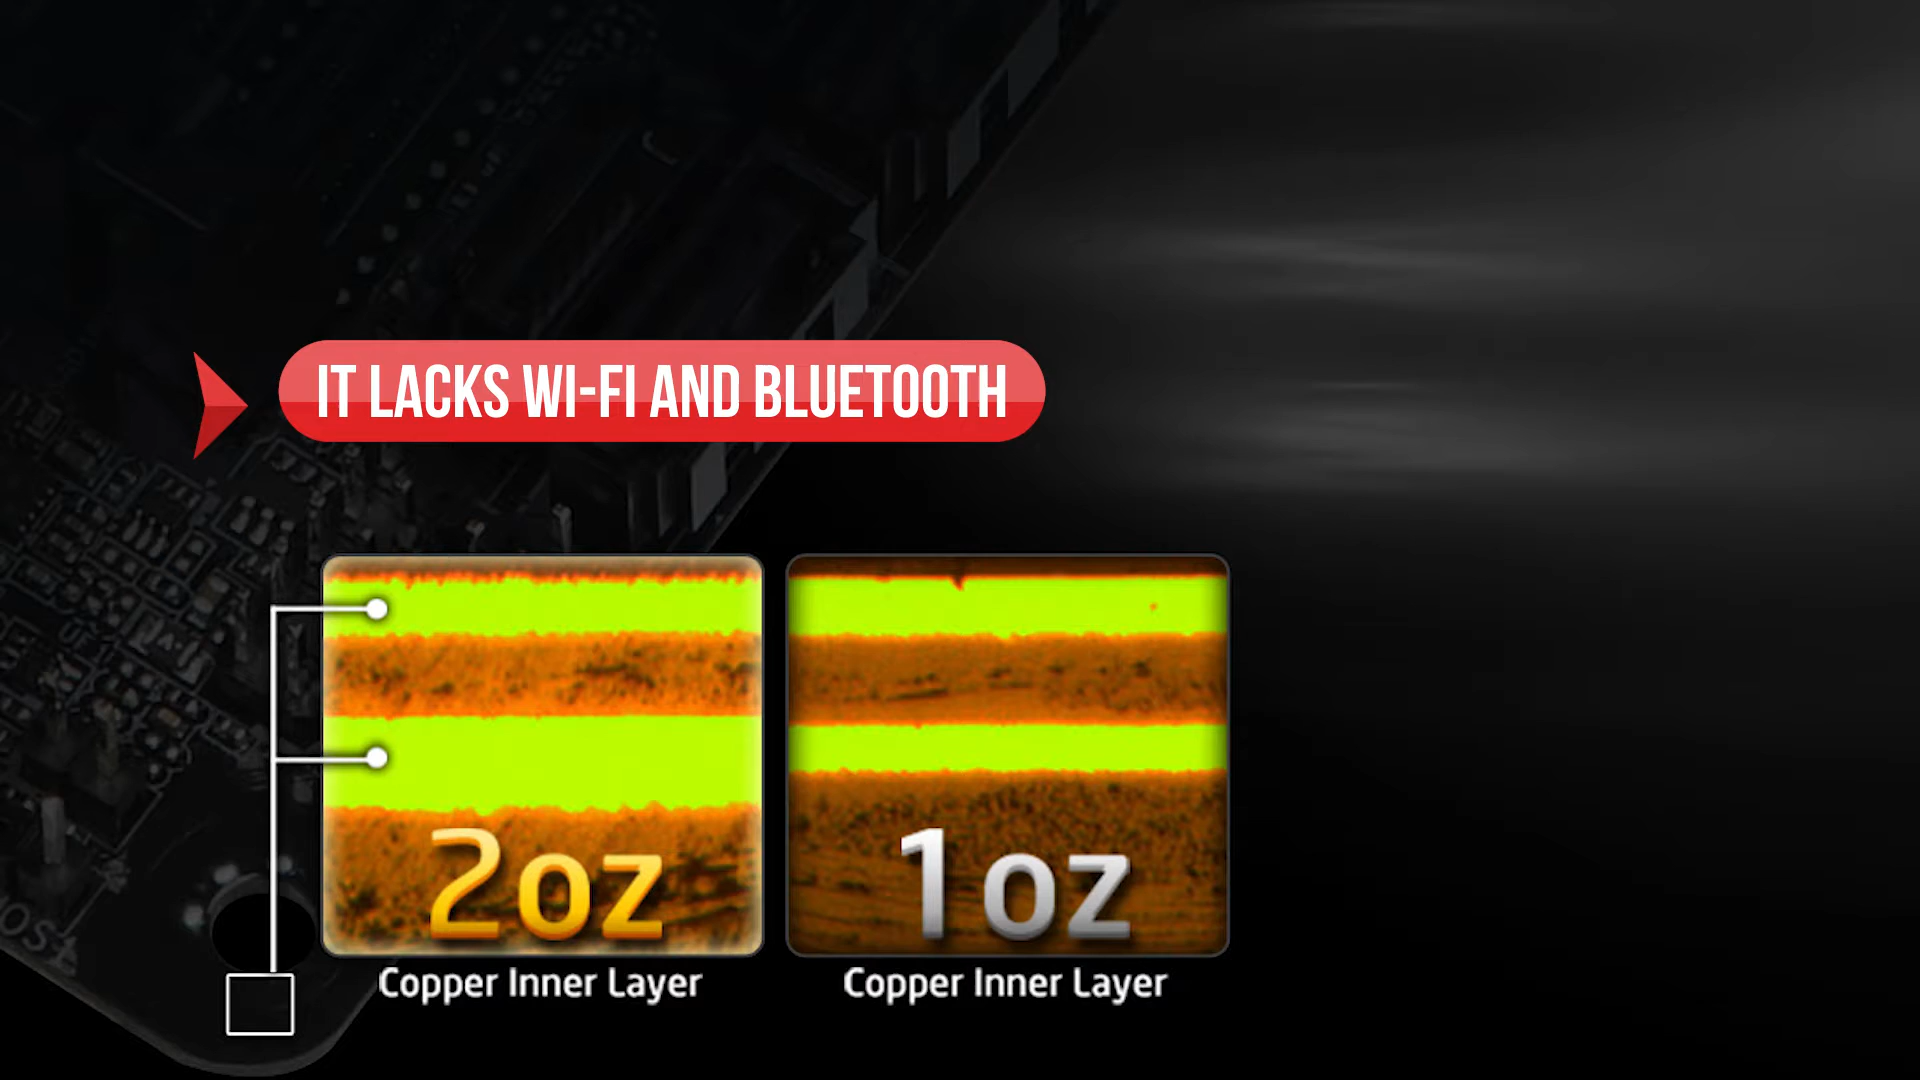 IT LACKS WI-FI AND BLUETOOTH
2oz
1oz
Copper Inner Layer
Copper Inner Layer